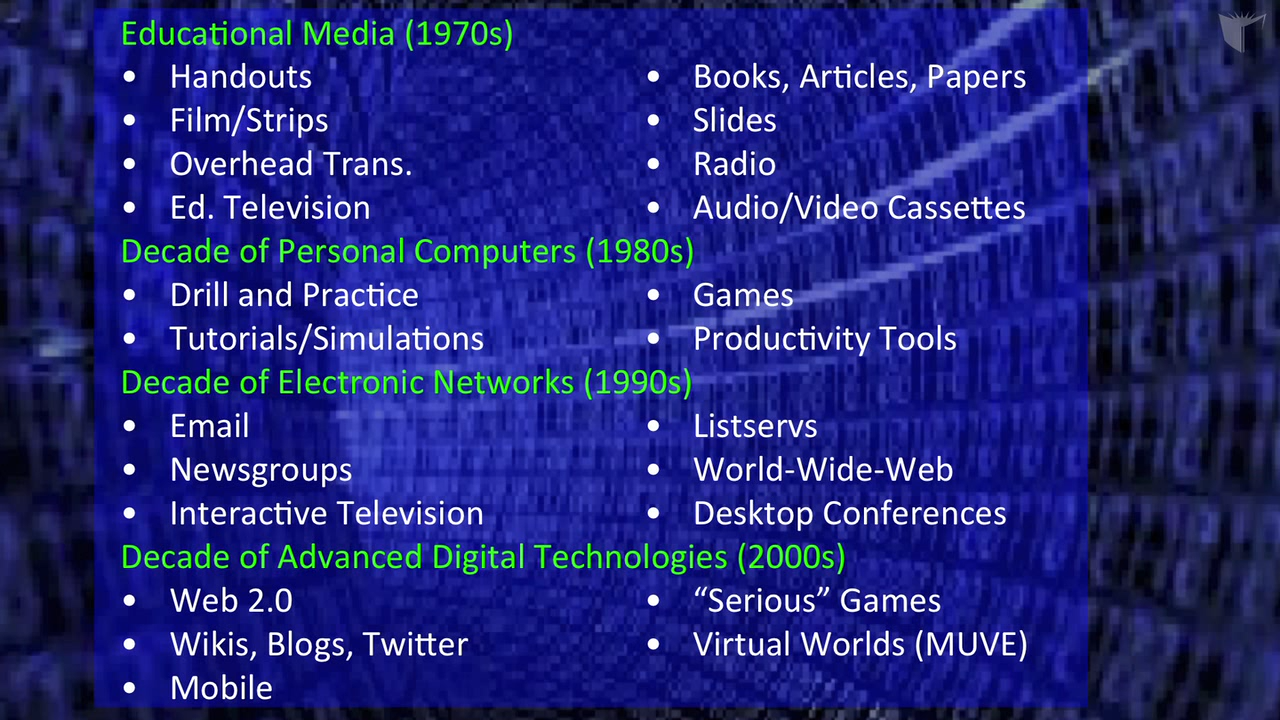 Educational Media (1970s)
• Handouts
• Books, Articles, Papers
• Film/Strips
• Slides
• Overhead Trans.
• Radio
• Ed. Television
• Audio/Video Cassettes
Decade of Personal Computers (1980s)
• Drill and Practice
• Games
• Tutorials/Simulations
• Productivity Tools
Decade of Electronic Networks (1990s)
• Email
• Listservs
• Newsgroups
• World-Wide-Web
• Interactive Television
• Desktop Conferences
Decade of Advanced Digital Technologies (2000s)
• Web 2.0
• “Serious” Games
• Wikis, Blogs, Twitter
• Virtual Worlds (MUVE)
• Mobile